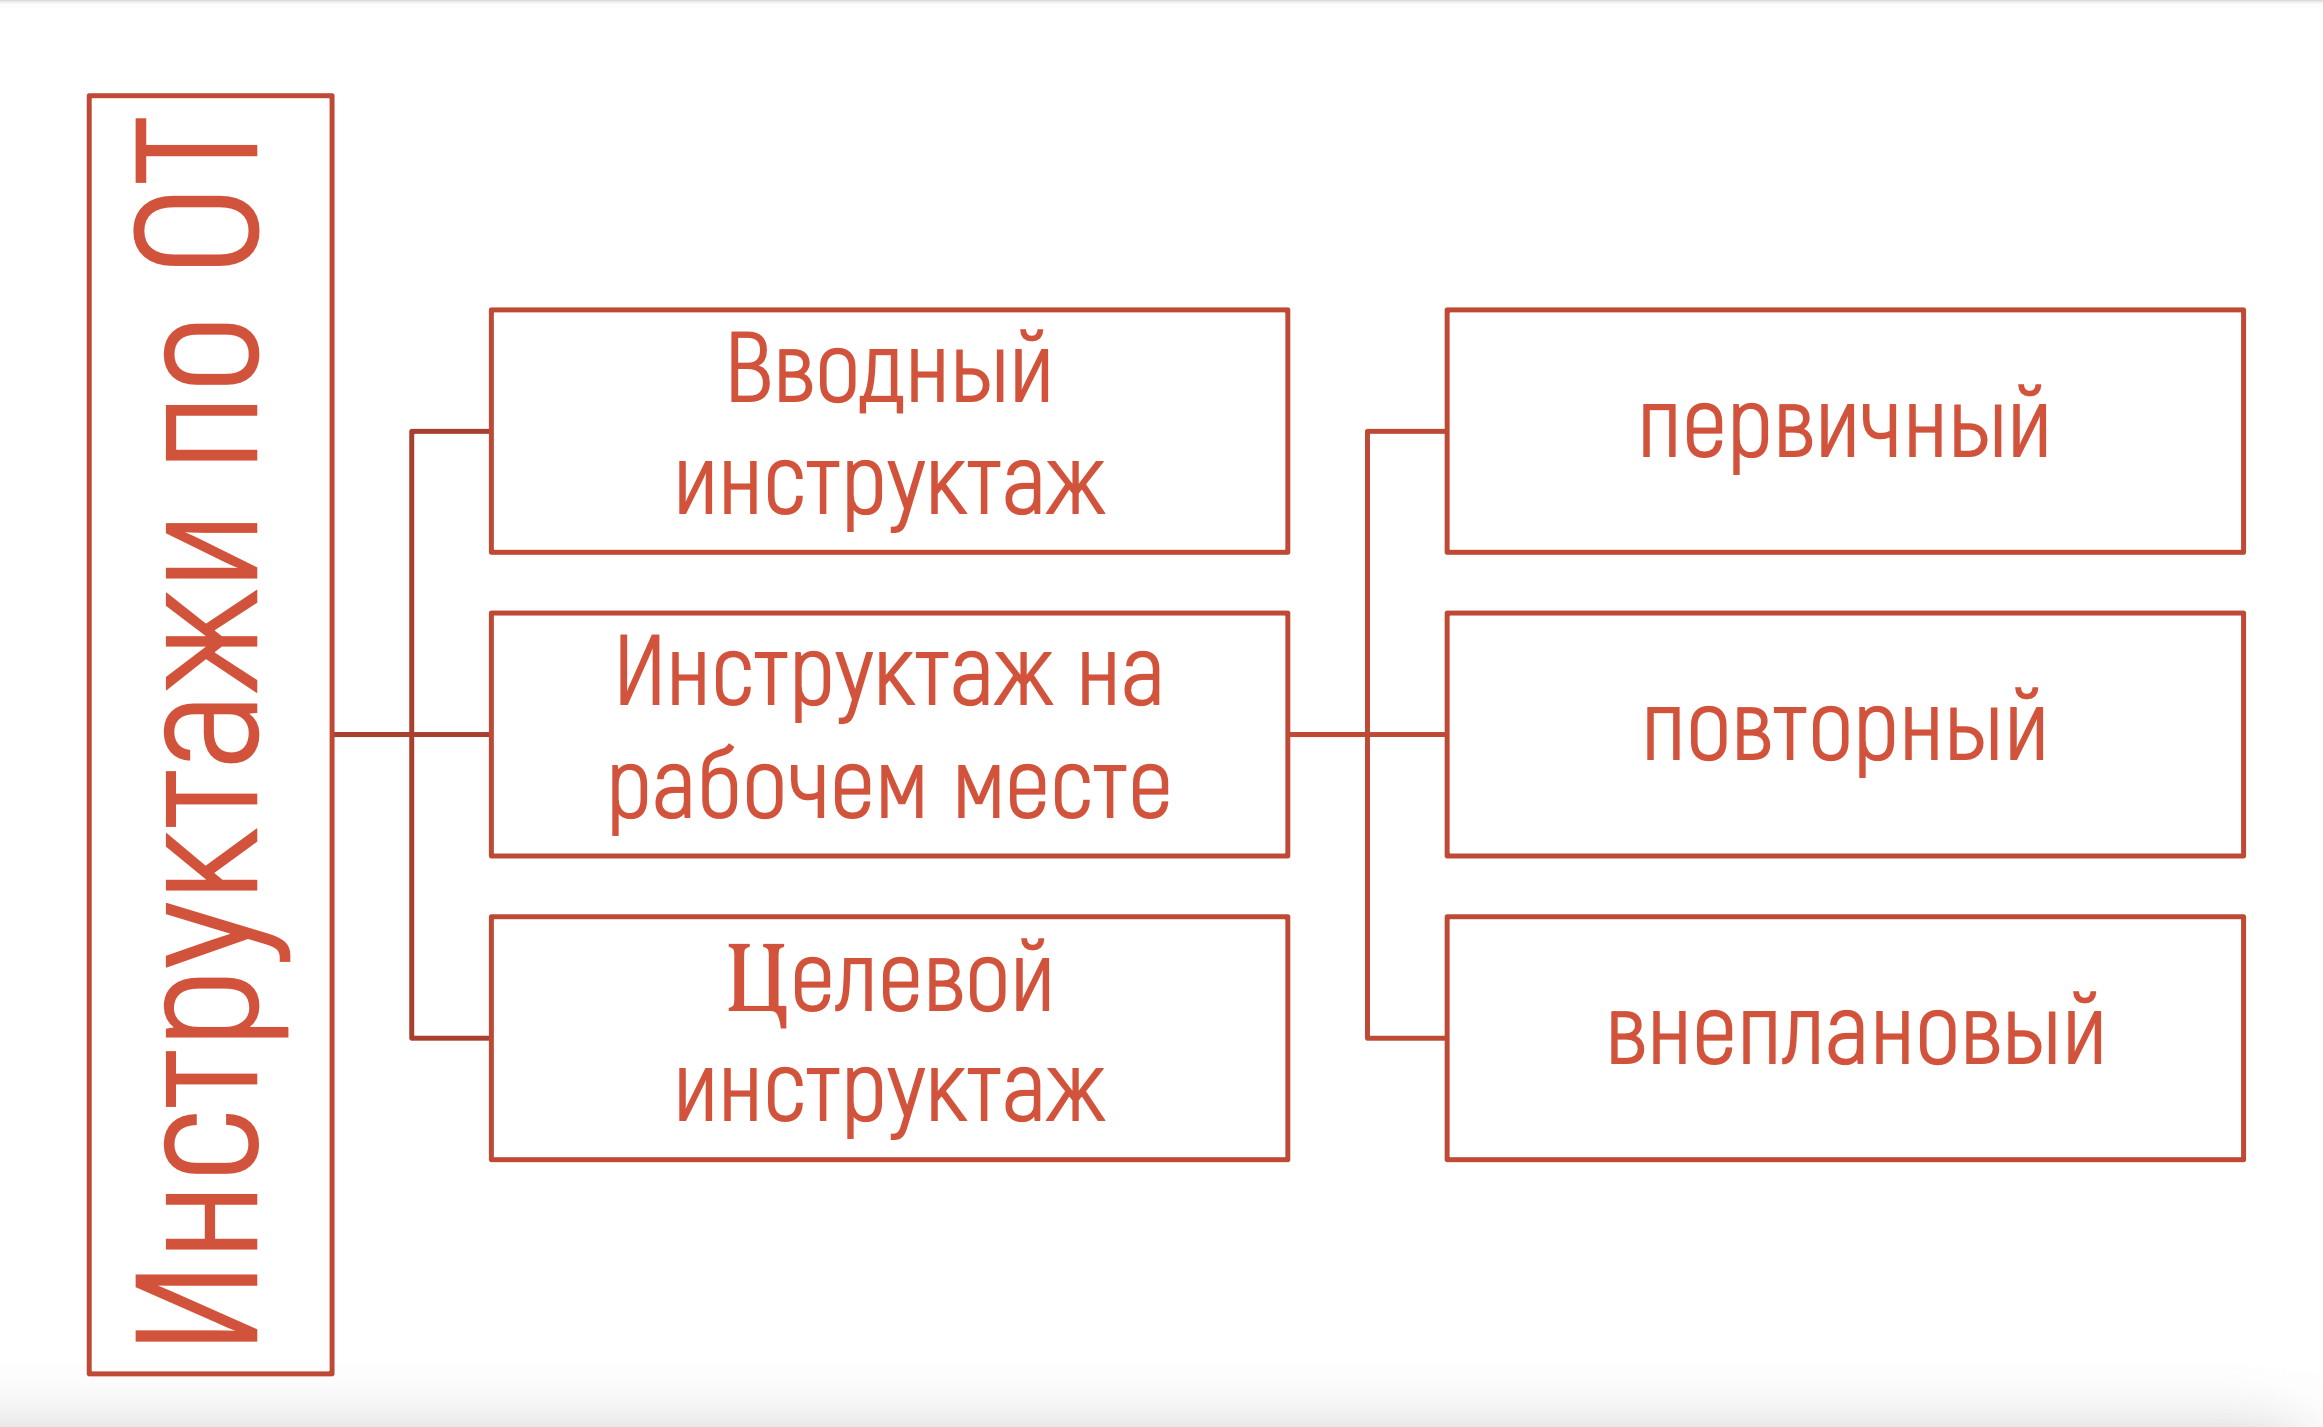 Инструктажи по ОТ
Вводный
инструктаж
Инструктаж на
рабочем месте
Целевой
инструктаж
первичный
повторный
внеплановый